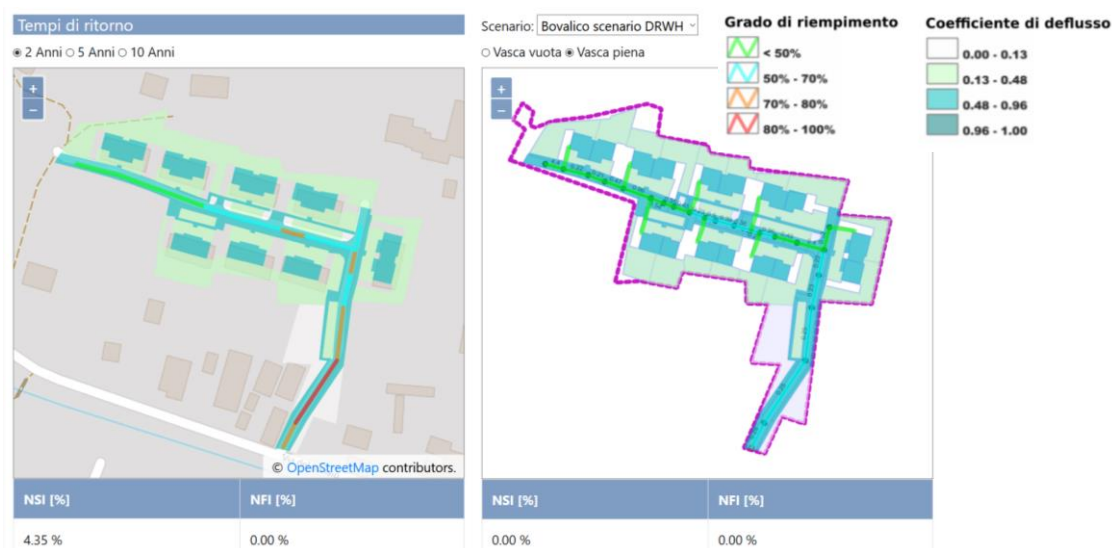 Tempi di ritorno
2 Anni 5 Anni 10 Anni
+
−
© OpenStreetMap contributors.
NSI [%] NFI [%]
4.35 % 0.00 %
Scenario: Bovalico scenario DRWH
Vasca vuota Vasca piena
+
−
NSI [%] NFI [%]
0.00 % 0.00 %
Grado di riempimento
< 50%
50% - 70%
70% - 80%
80% - 100%
Coefficiente di deflusso
0.00 - 0.13
0.13 - 0.48
0.48 - 0.96
0.96 - 1.00